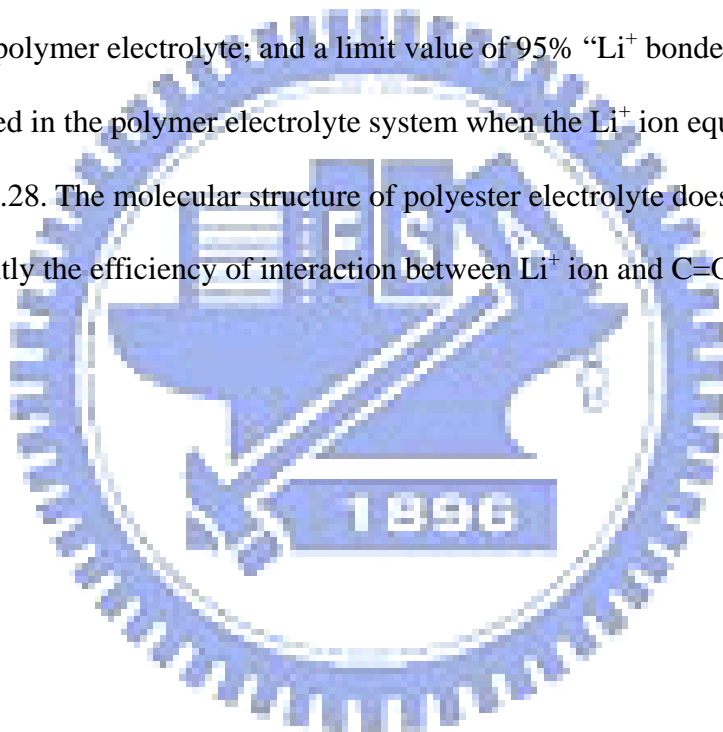 polymer electrolyte; and a limit value of 95% “Li⁺ bonde
ed in the polymer electrolyte system when the Li⁺ ion equ
.28. The molecular structure of polyester electrolyte does
tly the efficiency of interaction between Li⁺ ion and C=O
E S
1896